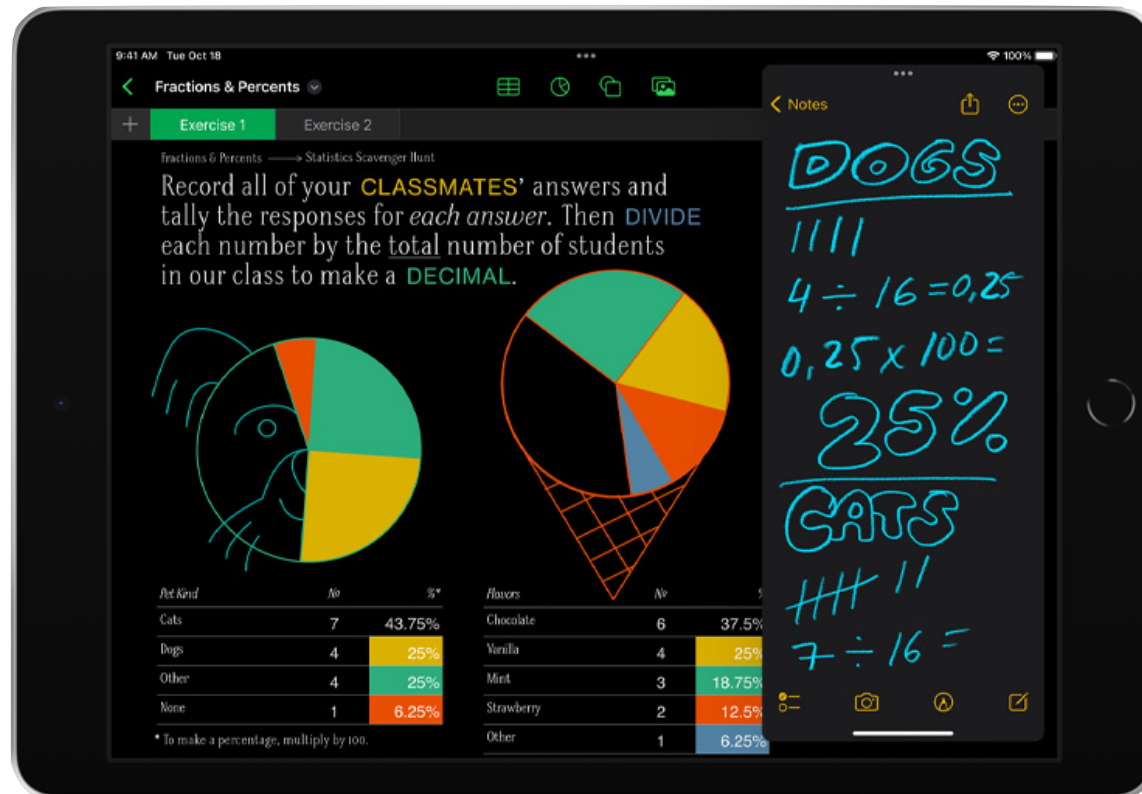 9:41 AM Tue Oct 18
100%
Fractions & Percents
Exercise 1
Exercise 2
Fractions & Percents → Statistics Scavenger Hunt
Record all of your CLASSMATES' answers and
tally the responses for each answer. Then DIVIDE
each number by the total number of students
in our class to make a DECIMAL.
Pet Kind № %*
Cats 7 43.75%
Dogs 4 25%
Other 4 25%
None 1 6.25%
* To make a percentage, multiply by 100.
Flavors № %
Chocolate 6 37.5%
Vanilla 4 25%
Mint 3 18.75%
Strawberry 2 12.5%
Other 1 6.25%
Notes
DOGS
4 ÷ 16 = 0,25
0,25 x 100 =
25%
CATS
7 ÷ 16 =